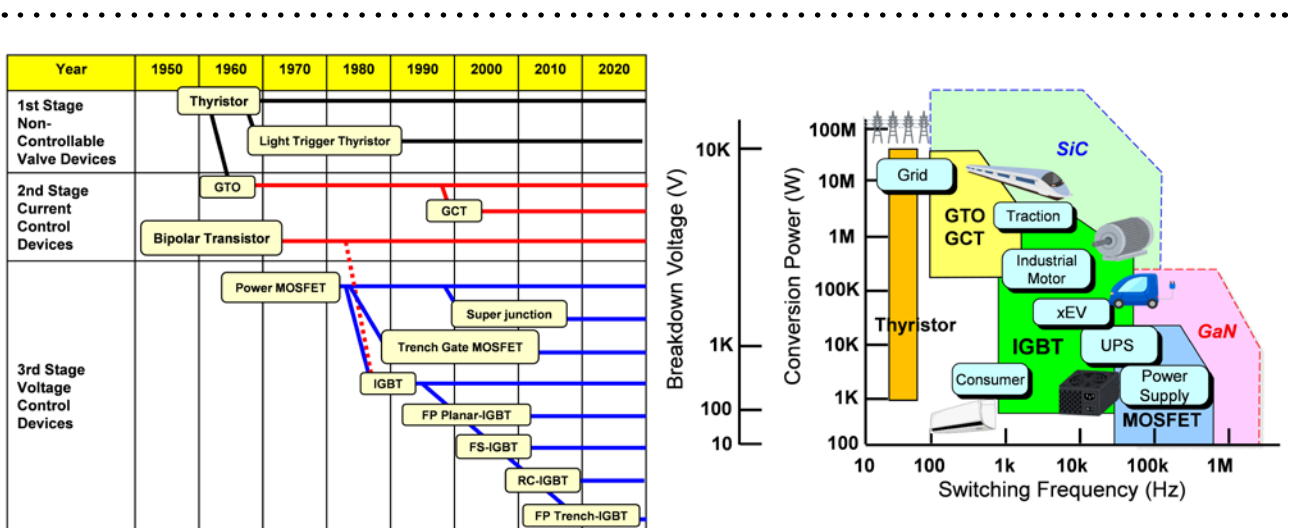 Year 1950 1960 1970 1980 1990 2000 2010 2020
1st Stage
Non-
Controllable
Valve Devices
Thyristor
Light Trigger Thyristor
2nd Stage
Current
Control
Devices
GTO
GCT
Bipolar Transistor
3rd Stage
Voltage
Control
Devices
Power MOSFET
Super junction
Trench Gate MOSFET
IGBT
FP Planar-IGBT
FS-IGBT
RC-IGBT
FP Trench-IGBT
Breakdown Voltage (V)
10K
1K
100
10
Conversion Power (W)
100M
10M
1M
100K
10K
1K
100
10 100 1k 10k 100k 1M
Switching Frequency (Hz)
SiC
Grid
GTO
GCT
Traction
Industrial
Motor
Thyristor
xEV
GaN
IGBT
UPS
Consumer
Power
Supply
MOSFET